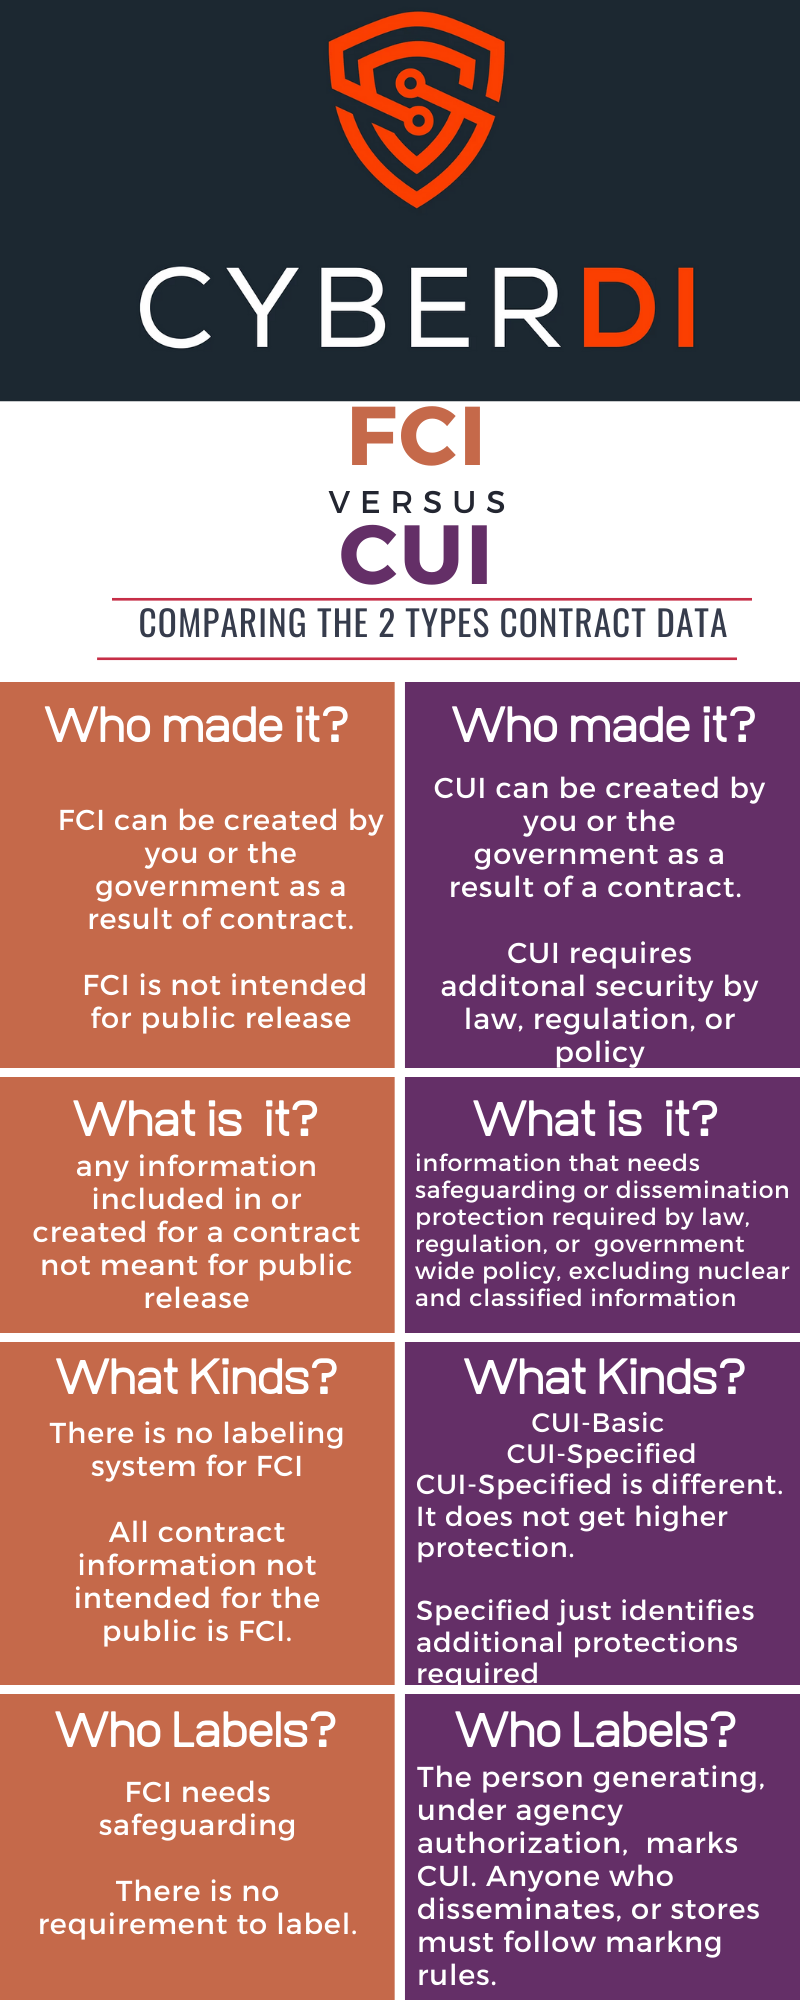 CYBERDI
FCI
VERSUS
CUI
COMPARING THE 2 TYPES CONTRACT DATA
Who made it?
FCI can be created by
you or the
government as a
result of contract.
FCI is not intended
for public release
Who made it?
CUI can be created by
you or the
government as a
result of a contract.
CUI requires
additonal security by
law, regulation, or
policy
What is it?
any information
included in or
created for a contract
not meant for public
release
What is it?
information that needs
safeguarding or dissemination
protection required by law,
regulation, or government
wide policy, excluding nuclear
and classified information
What Kinds?
There is no labeling
system for FCI
All contract
information not
intended for the
public is FCI.
What Kinds?
CUI-Basic
CUI-Specified
CUI-Specified is different.
It does not get higher
protection.
Specified just identifies
additional protections
required
Who Labels?
FCI needs
safeguarding
There is no
requirement to label.
Who Labels?
The person generating,
under agency
authorization, marks
CUI. Anyone who
disseminates, or stores
must follow markng
rules.